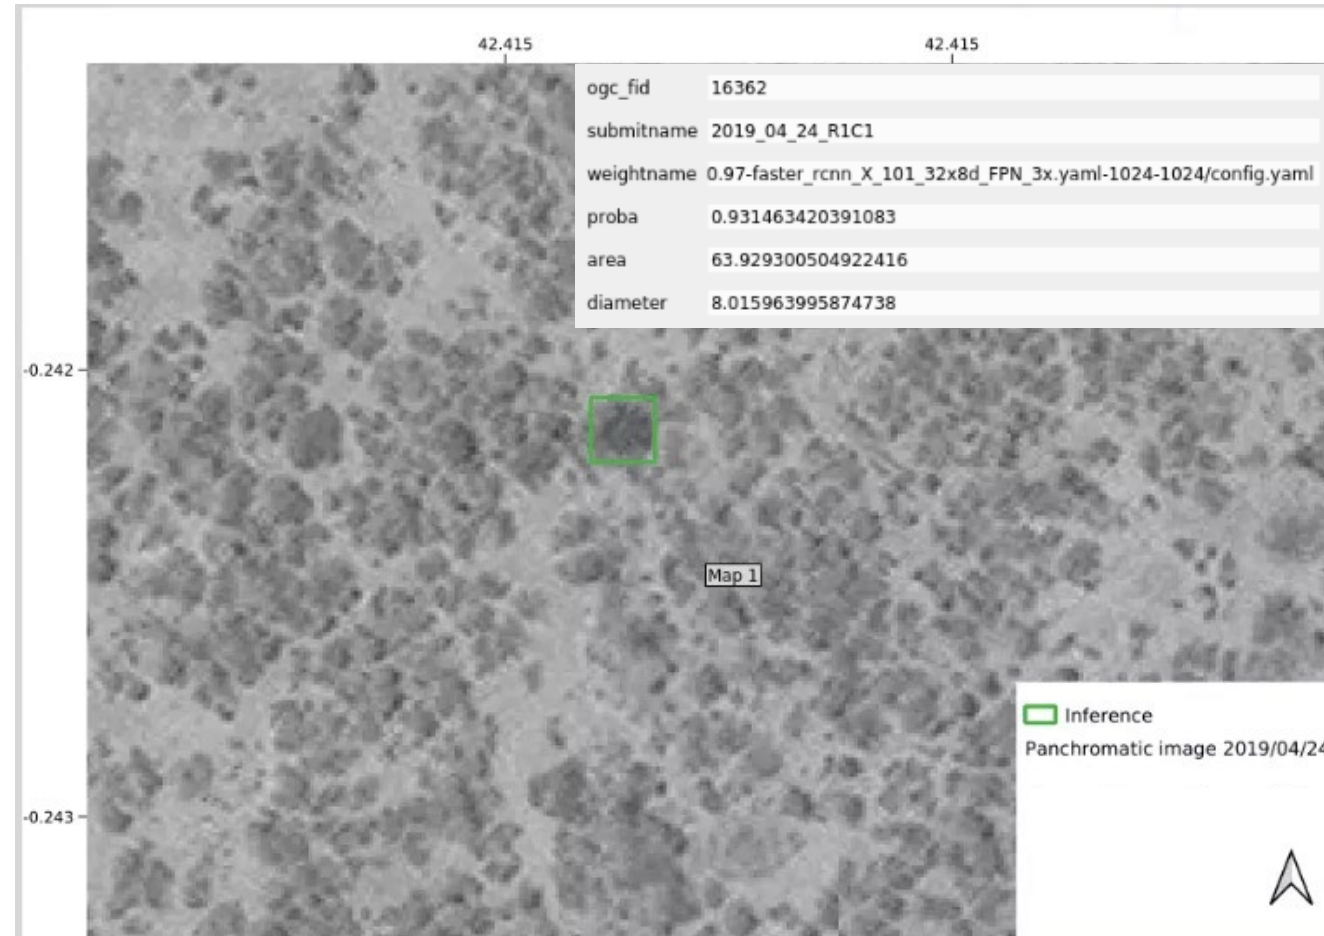 42.415 42.415
ogc_fid 16362
submitname 2019_04_24_R1C1
weightname 0.97-faster_rcnn_X_101_32x8d_FPN_3x.yaml-1024-1024/config.yaml
proba 0.931463420391083
area 63.929300504922416
diameter 8.015963995874738
-0.242
Map 1
Inference
Panchromatic image 2019/04/24
-0.243